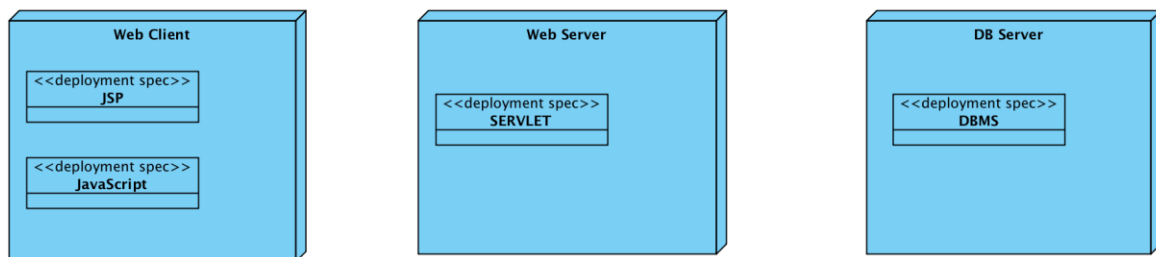 Web Client
<<deployment spec>>
JSP
<<deployment spec>>
JavaScript
Web Server
<<deployment spec>>
SERVLET
DB Server
<<deployment spec>>
DBMS